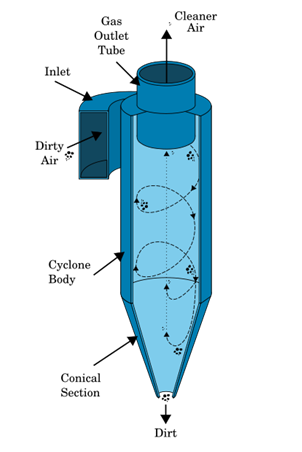 Cleaner
Air
Gas
Outlet
Tube
Inlet
Dirty
Air
Cyclone
Body
Conical
Section
Dirt